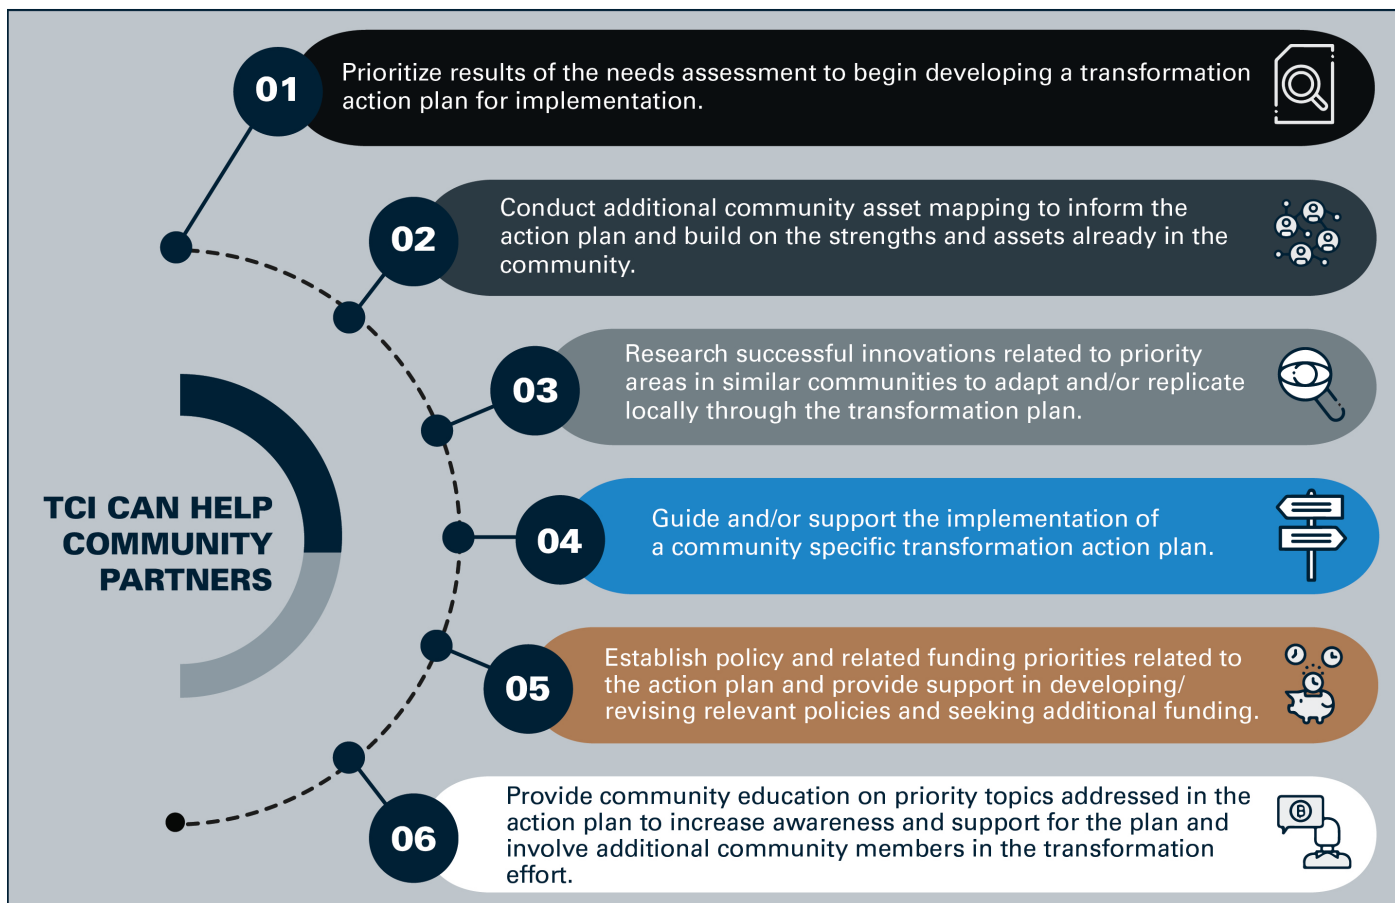 01
Prioritize results of the needs assessment to begin developing a transformation
action plan for implementation.
02
Conduct additional community asset mapping to inform the
action plan and build on the strengths and assets already in the
community.
03
Research successful innovations related to priority
areas in similar communities to adapt and/or replicate
locally through the transformation plan.
TCI CAN HELP
COMMUNITY
PARTNERS
04
Guide and/or support the implementation of
a community specific transformation action plan.
05
Establish policy and related funding priorities related to
the action plan and provide support in developing/
revising relevant policies and seeking additional funding.
06
Provide community education on priority topics addressed in the
action plan to increase awareness and support for the plan and
involve additional community members in the transformation
effort.